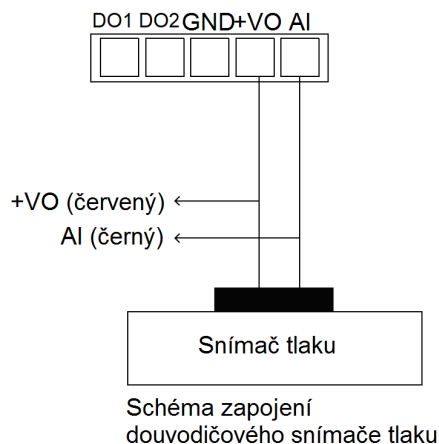 DO1 DO2 GND +VO AI
+VO (červený)
AI (černý)
Snímač tlaku
Schéma zapojení
douvodičového snímače tlaku